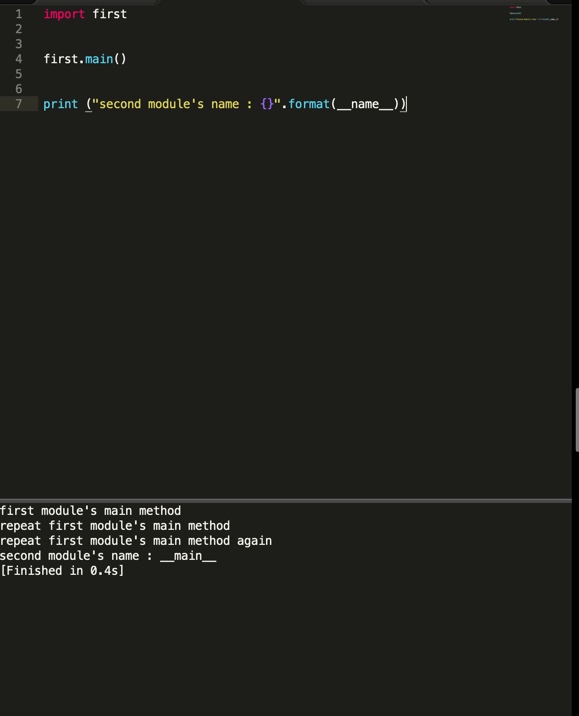 1 import first
2
3
4 first.main()
5
6
7 print ("second module's name : {}".format(__name__))
first module's main method
repeat first module's main method
repeat first module's main method again
second module's name : __main__
[Finished in 0.4s]